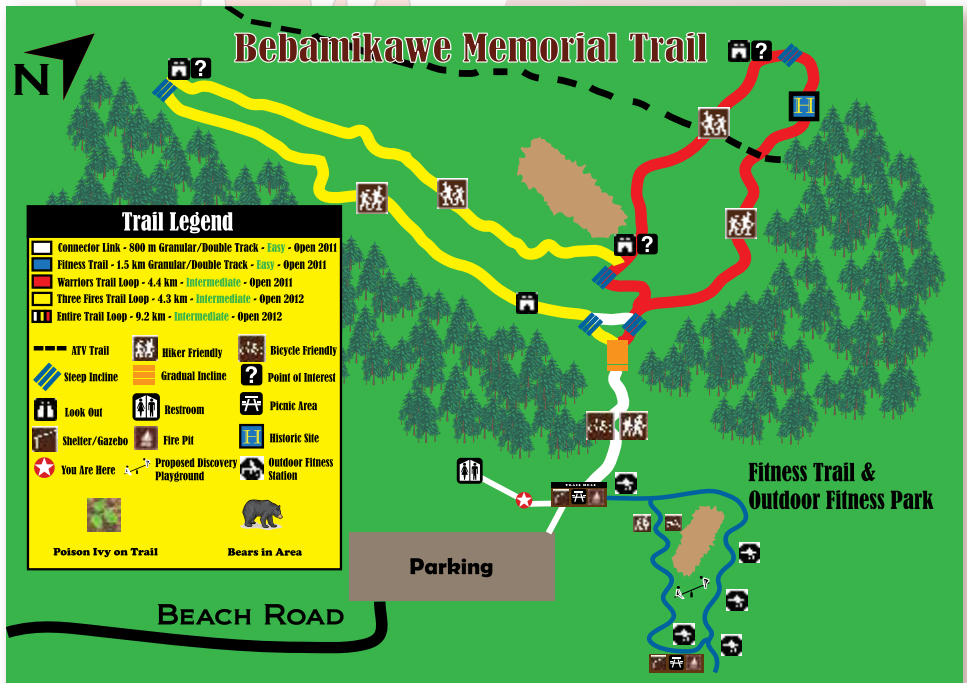 Bebamikawe Memorial Trail
N
Trail Legend
Connector Link - 800 m Granular/Double Track - Easy - Open 2011
Fitness Trail - 1.5 km Granular/Double Track - Easy - Open 2011
Warriors Trail Loop - 4.4 km - Intermediate - Open 2011
Three Fires Trail Loop - 4.3 km - Intermediate - Open 2012
Entire Trail Loop - 9.2 km - Intermediate - Open 2012
ATV Trail
Hiker Friendly
Bicycle Friendly
Steep Incline
Gradual Incline
? Point of Interest
Look Out
Restroom
Picnic Area
Shelter/Gazebo
Fire Pit
H Historic Site
You Are Here
Proposed Discovery
Playground
Outdoor Fitness
Station
Poison Ivy on Trail
Bears in Area
?
?
H
?
TRAIL HEAD
Fitness Trail &
Outdoor Fitness Park
Parking
Beach Road